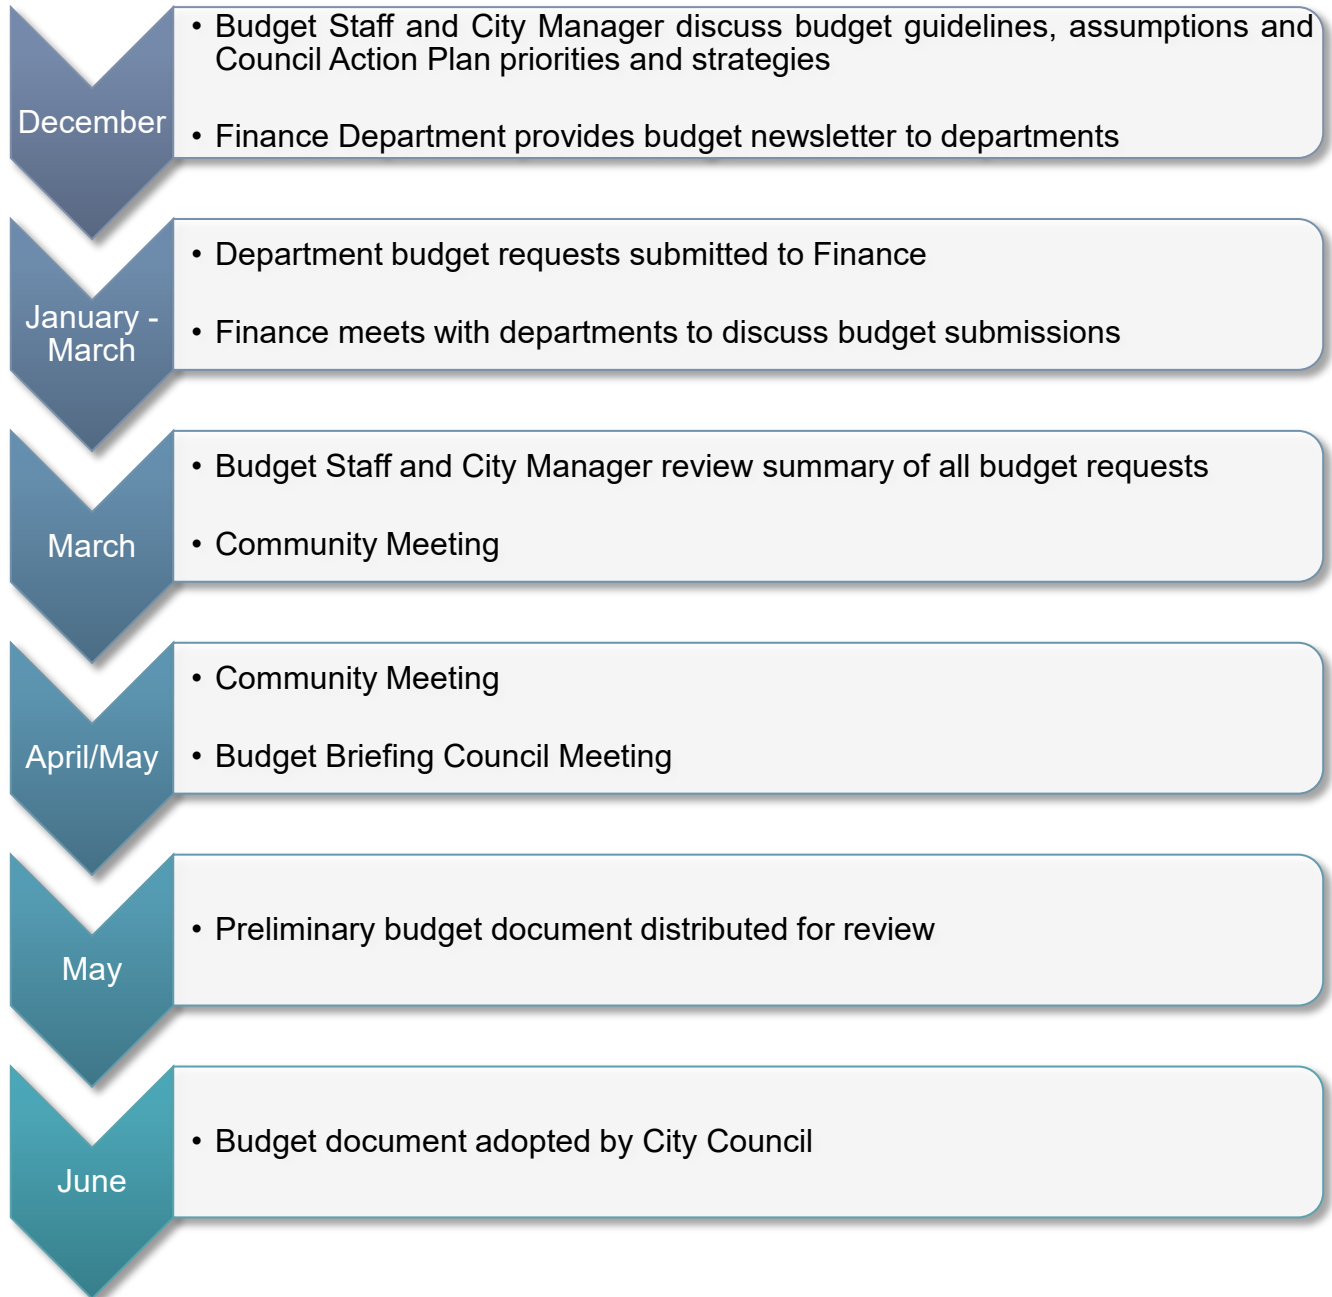 • Budget Staff and City Manager discuss budget guidelines, assumptions and
Council Action Plan priorities and strategies
December
• Finance Department provides budget newsletter to departments
• Department budget requests submitted to Finance
January -
March
• Finance meets with departments to discuss budget submissions
• Budget Staff and City Manager review summary of all budget requests
March
• Community Meeting
• Community Meeting
April/May
• Budget Briefing Council Meeting
• Preliminary budget document distributed for review
May
• Budget document adopted by City Council
June